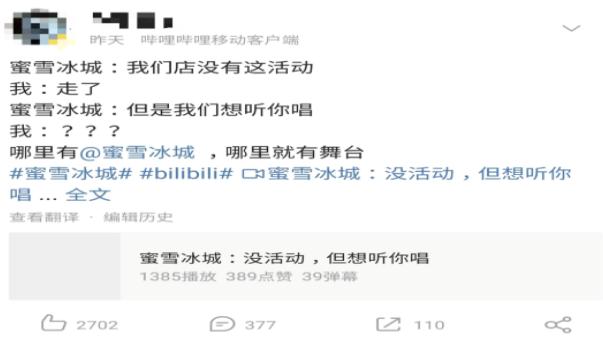 昨天 哔哩哔哩移动客户端
蜜雪冰城：我们店没有这活动
我：走了
蜜雪冰城：但是我们想听你唱
我：？？？
哪里有@蜜雪冰城 ，哪里就有舞台
#蜜雪冰城# #bilibili# 蜜雪冰城：没活动，但想听你
唱 ... 全文
查看翻译 · 编辑历史
蜜雪冰城：没活动，但想听你唱
1385播放 389点赞 39弹幕
2702 377 110